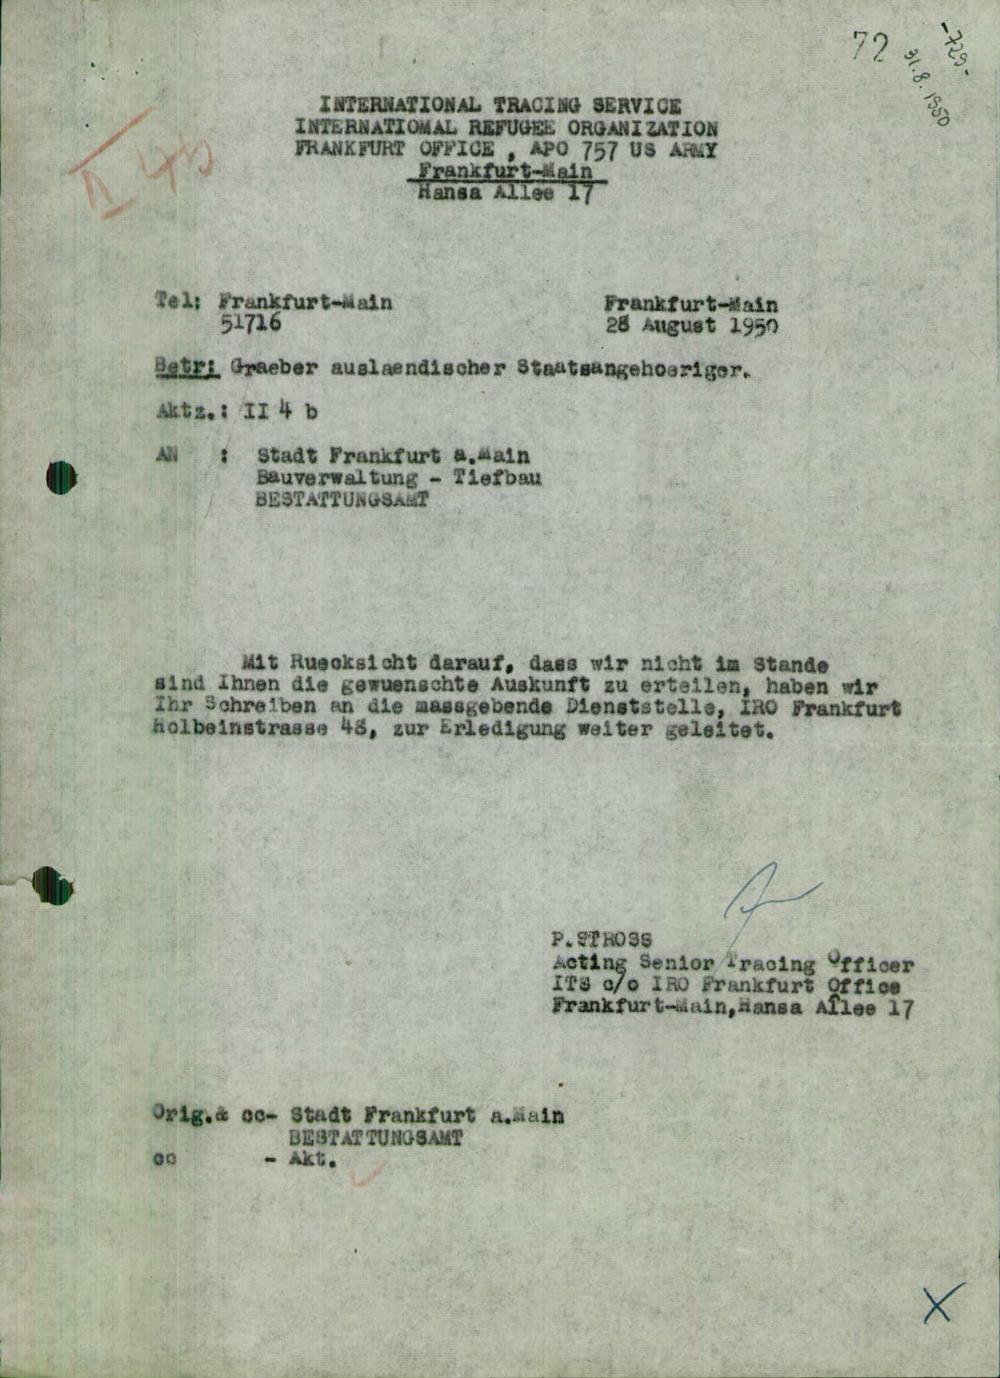 72
-729-
31.8.1950
INTERNATIONAL TRACING SERVICE
INTERNATIOMAL REFUGEE ORGANIZATION
FRANKFURT OFFICE , APO 757 US ARMY
Frankfurt-Main
Hansa Allee 17
II 4b
Tel: Frankfurt-Main
51716
Frankfurt-Main
28 August 1950
Betr: Graeber auslaendischer Staatsangehoeriger.
Aktz.: II 4 b
AN : Stadt Frankfurt a.Main
Bauverwaltung - Tiefbau
BESTATTUNGSAMT
Mit Ruecksicht darauf, dass wir nicht im Stande
sind Ihnen die gewuenschte Auskunft zu erteilen, haben wir
Ihr Schreiben an die massgebende Dienststelle, IRO Frankfurt
Holbeinstrasse 48, zur Erledigung weiter geleitet.
P.STROSS
Acting Senior Tracing Officer
ITS c/o IRO Frankfurt Office
Frankfurt-Main,Hansa Allee 17
Orig.& cc- Stadt Frankfurt a.Main
BESTATTUNGSAMT
cc - Akt.